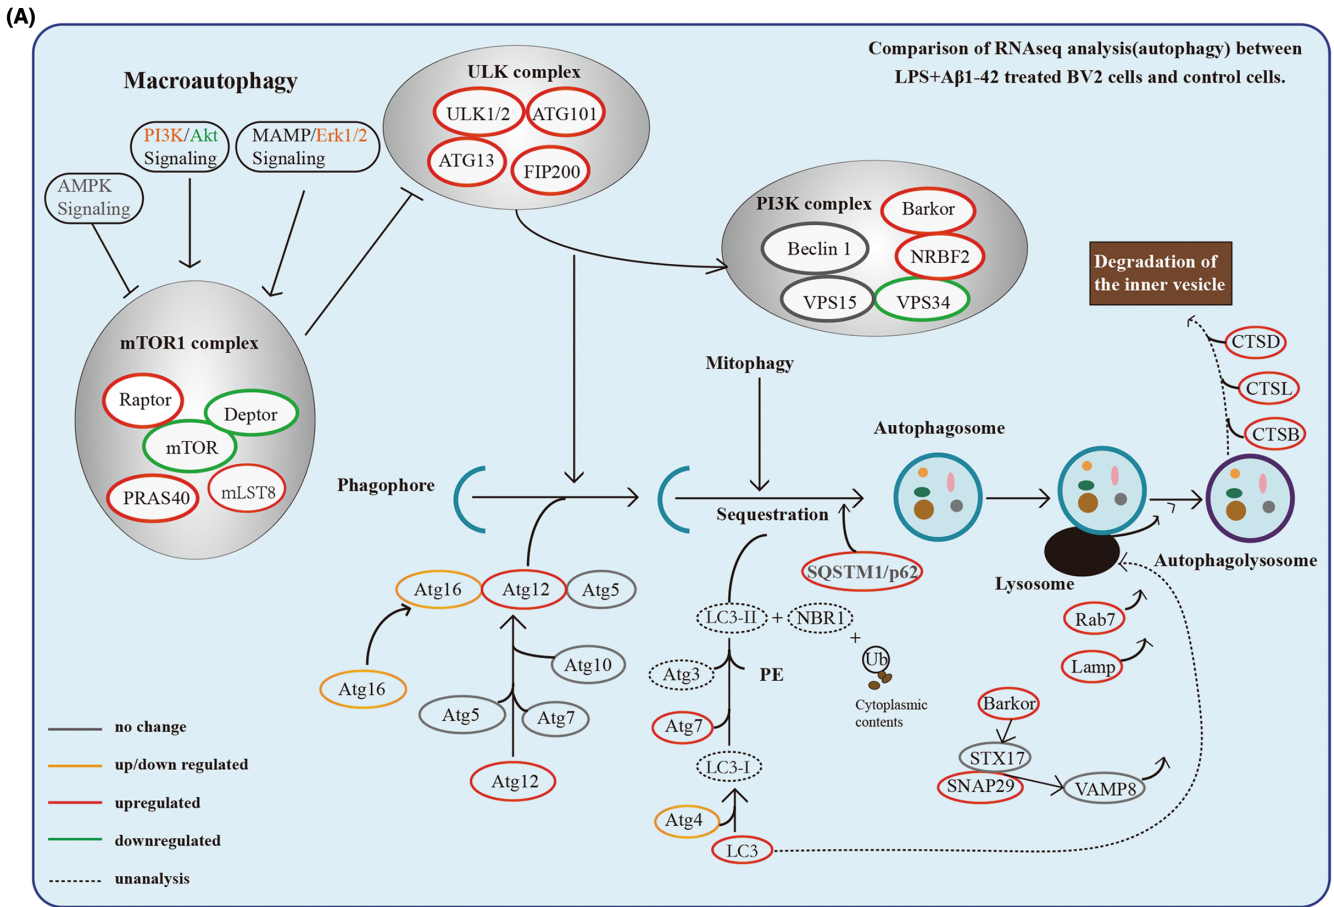 (A)
Comparison of RNAseq analysis(autophagy) between
LPS+Aβ1-42 treated BV2 cells and control cells.
Macroautophagy
PI3K/Akt
Signaling
MAMP/Erk1/2
Signaling
AMPK
Signaling
ULK complex
ULK1/2
ATG101
ATG13
FIP200
PI3K complex
Barkor
Beclin 1
NRBF2
VPS15
VPS34
mTOR1 complex
Raptor
Deptor
mTOR
PRAS40
mLST8
Degradation of
the inner vesicle
CTSD
CTSL
CTSB
Mitophagy
Phagophore
Sequestration
Autophagosome
Lysosome
Autophagolysosome
SQSTM1/p62
Atg16
Atg12
Atg5
Atg16
Atg10
Atg5
Atg7
Atg12
LC3-II
+
NBR1
+
Ub
Cytoplasmic
contents
Atg3
PE
Atg7
LC3-I
Atg4
LC3
Rab7
Lamp
Barkor
STX17
SNAP29
VAMP8
no change
up/down regulated
upregulated
downregulated
unanalysis